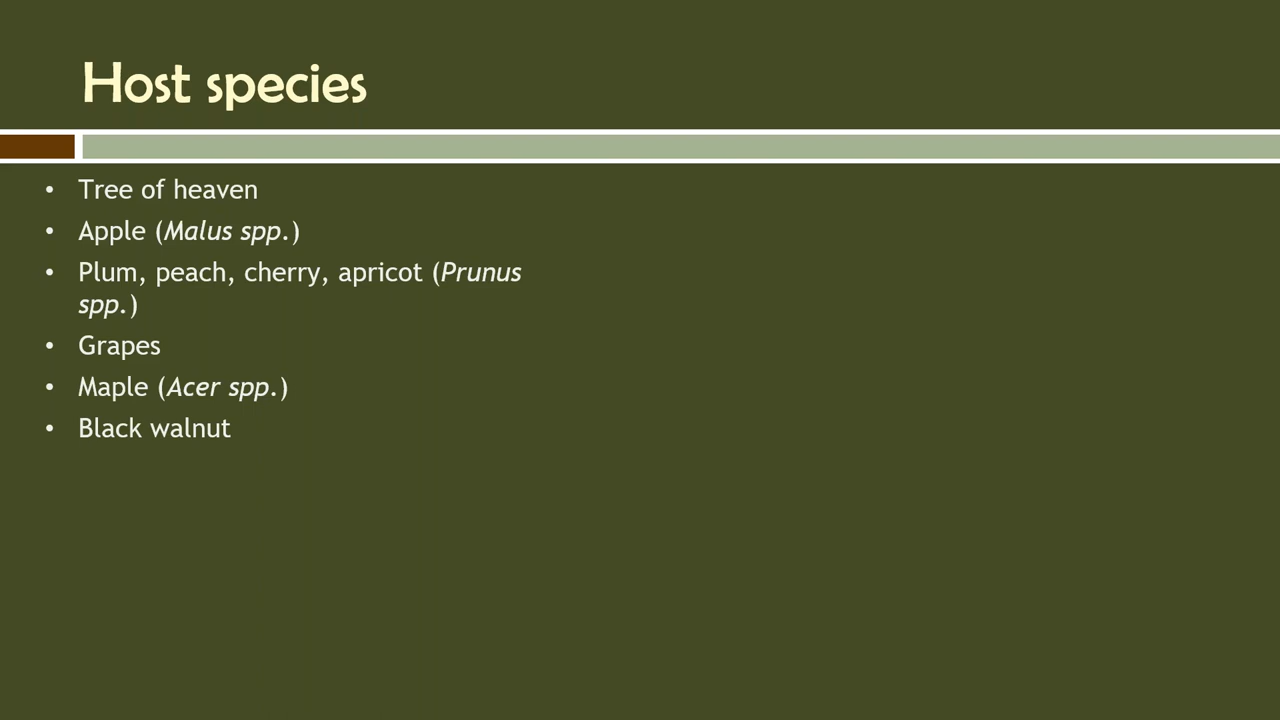 Host species
• Tree of heaven
• Apple (Malus spp.)
• Plum, peach, cherry, apricot (Prunus
spp.)
• Grapes
• Maple (Acer spp.)
• Black walnut